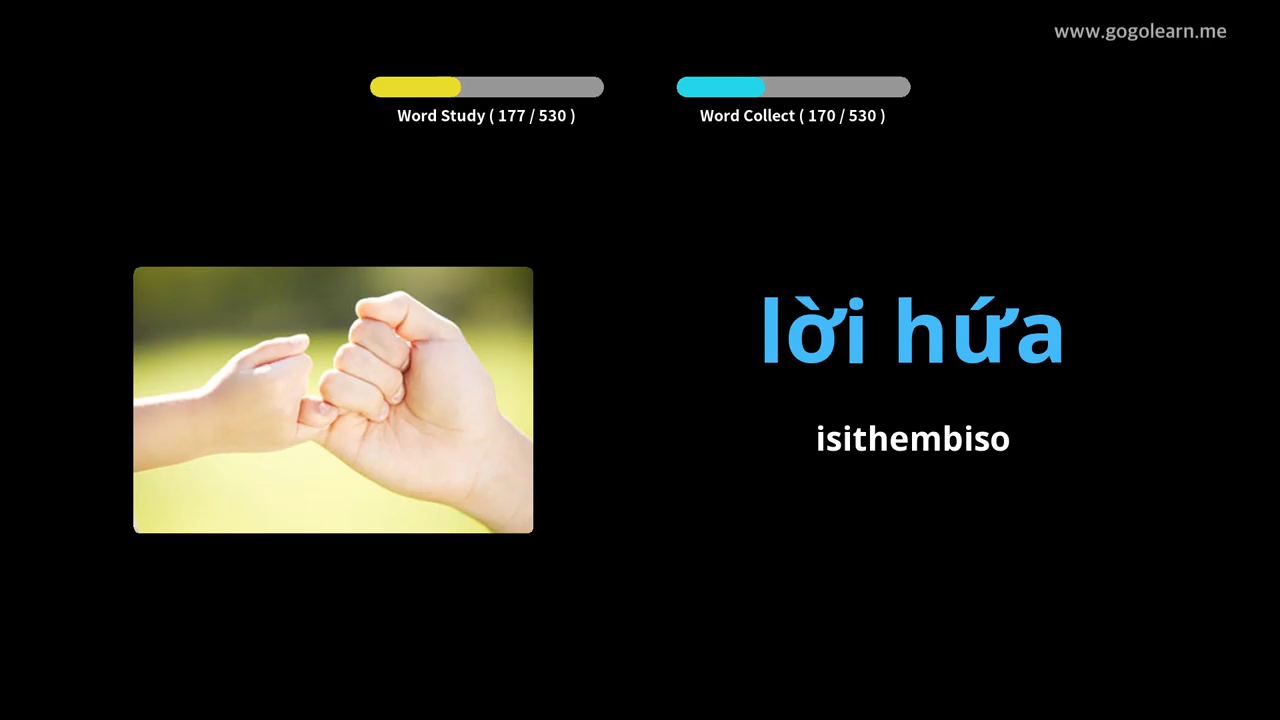 www.gogolearn.me
Word Study ( 177 / 530 )
Word Collect ( 170 / 530 )
lời hứa
isithembiso